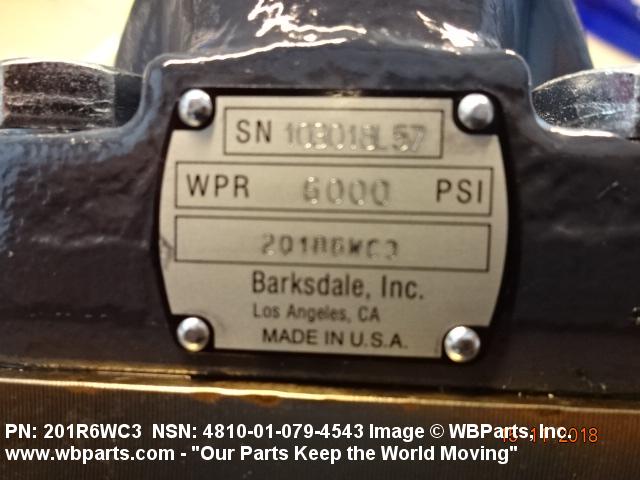 SN 103018L57
WPR 6000 PSI
201R6WC3
Barksdale, Inc.
Los Angeles, CA
MADE IN U.S.A.
PN: 201R6WC3 NSN: 4810-01-079-4543 Image © WBParts, Inc.
www.wbparts.com - "Our Parts Keep the World Moving"
2018